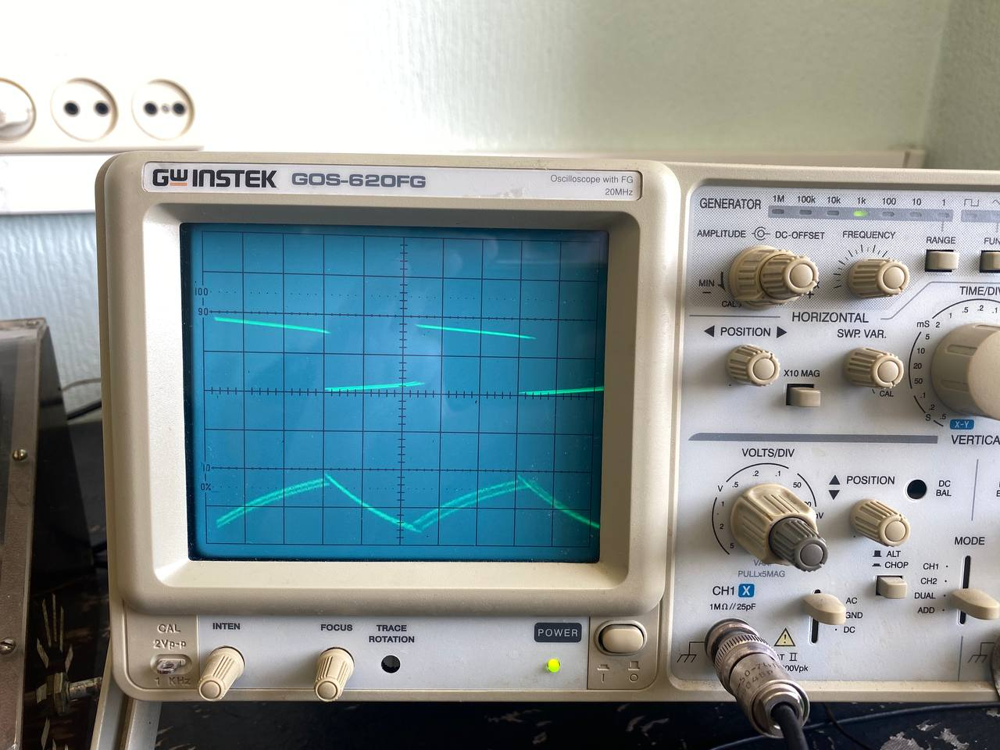 GW INSTEK GOS-620FG
Oscilloscope with FG
20MHz
100
90
10
0%
CAL
2Vp-p
1 KHz
INTEN
FOCUS
TRACE
ROTATION
POWER
I O
GENERATOR
1M 100k 10k 1k 100 10 1
AMPLITUDE DC-OFFSET FREQUENCY
RANGE
FUN
MIN
- +
CAL
TIME/DIV
HORIZONTAL
POSITION SWP. VAR.
X10 MAG
CAL
mS 2 1 .5 .2 .1
5
10
20
50
.1
.2
S .5
X-Y
VERTICA
VOLTS/DIV
V .5 .2 .1 50
mV
1
2
5
PULLx5MAG
POSITION
DC
BAL
ALT
CHOP
MODE
CH1
CH2
DUAL
ADD
CH1 X
1MΩ//25pF
AC
GND
DC